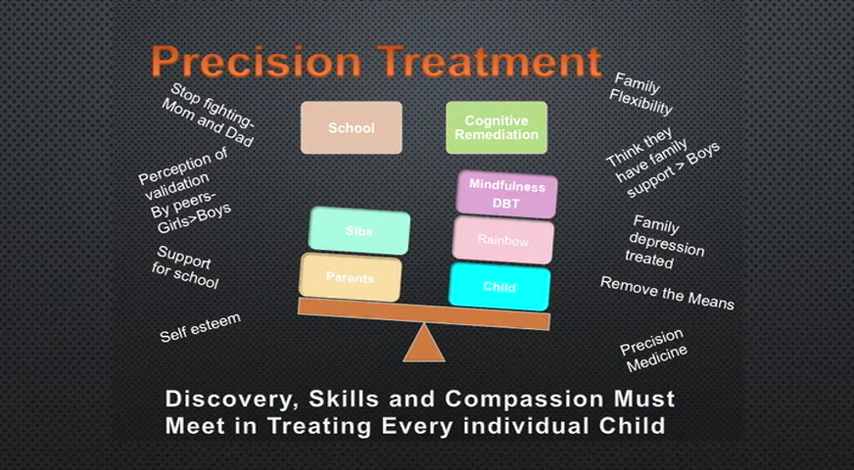 Precision Treatment
Stop fighting-
Mom and Dad
Perception of
validation
By peers-
Girls>Boys
Support
for school
Self esteem
School
Sibs
Parents
Cognitive
Remediation
Mindfulness
DBT
Rainbow
Child
Family
Flexibility
Think they
have family
support > Boys
Family
depression
treated
Remove the Means
Precision
Medicine
Discovery, Skills and Compassion Must
Meet in Treating Every individual Child